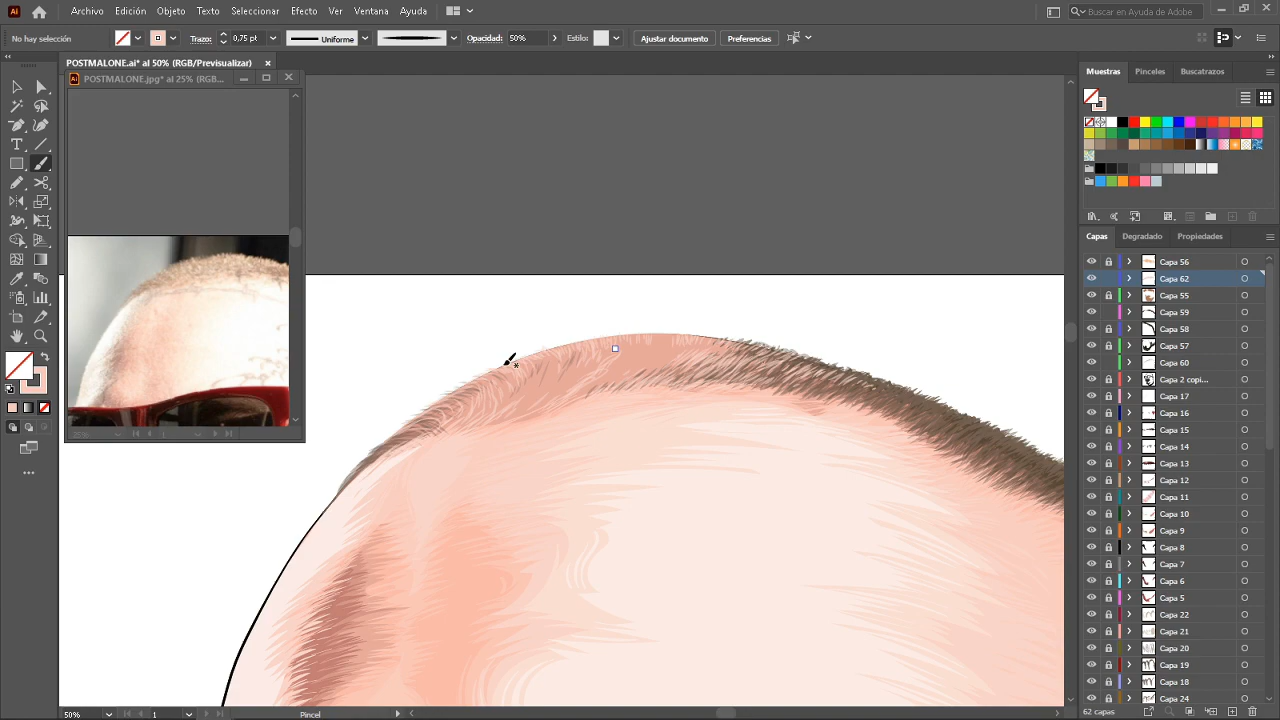 Ai
Archivo Edición Objeto Texto Seleccionar Efecto Ver Ventana Ayuda
Buscar en Ayuda de Adobe
No hay selección
Trazo: 0,75 pt Uniforme Opacidad: 50% Estilo: Ajustar documento Preferencias
POSTMALONE.ai* al 50% (RGB/Previsualizar)
POSTMALONE.jpg* al 25% (RGB...
25% 1
Muestras Pinceles Buscatrazos
Capas Degradado Propiedades
Capa 56
Capa 62
Capa 55
Capa 59
Capa 58
Capa 57
Capa 60
Capa 2 copi...
Capa 17
Capa 16
Capa 15
Capa 14
Capa 13
Capa 12
Capa 11
Capa 10
Capa 9
Capa 8
Capa 7
Capa 6
Capa 5
Capa 22
Capa 21
Capa 20
Capa 19
Capa 18
Capa 24
62 capas
50% 1 Pincel